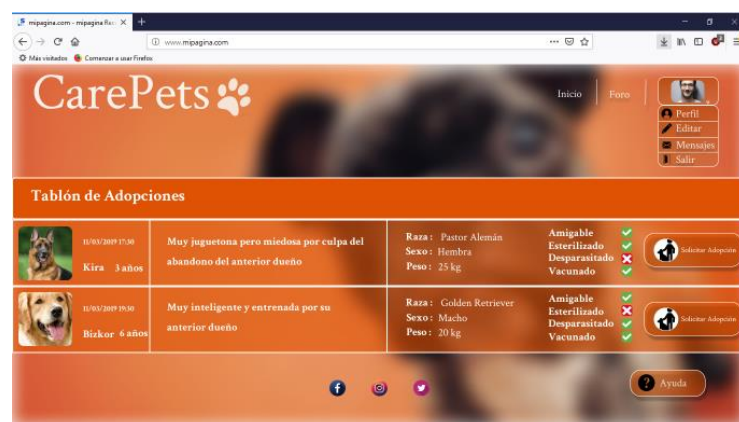 mipagina.com - mipagina Rec
www.mipagina.com
Más visitados Comenzar a usar Firefox
CarePets
Inicio
Foro
Perfil
Editar
Mensajes
Salir
Tablón de Adopciones
11/03/2019 17:30
Kira 3 años
Muy juguetona pero miedosa por culpa del
abandono del anterior dueño
Raza : Pastor Alemán
Sexo : Hembra
Peso : 25 kg
Amigable
Esterilizado
Desparasitado
Vacunado
Solicitar Adopción
11/03/2019 19:30
Bizkor 6 años
Muy inteligente y entrenada por su
anterior dueño
Raza : Golden Retriever
Sexo : Macho
Peso : 20 kg
Amigable
Esterilizado
Desparasitado
Vacunado
Solicitar Adopción
Ayuda